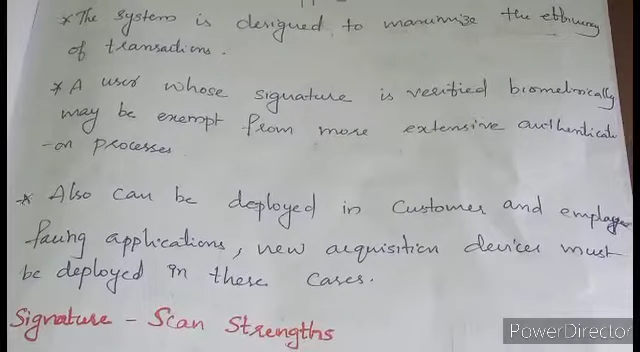 *The system is designed to maximize the efficiency
of transactions.
*A user whose signature is verified biometrically
may be exempt from more extensive authenticati
-on processes.
* Also can be deployed in customer and employee
facing applications, new acquisition devices must
be deployed in these cases.
Signature - Scan Strengths
PowerDirector